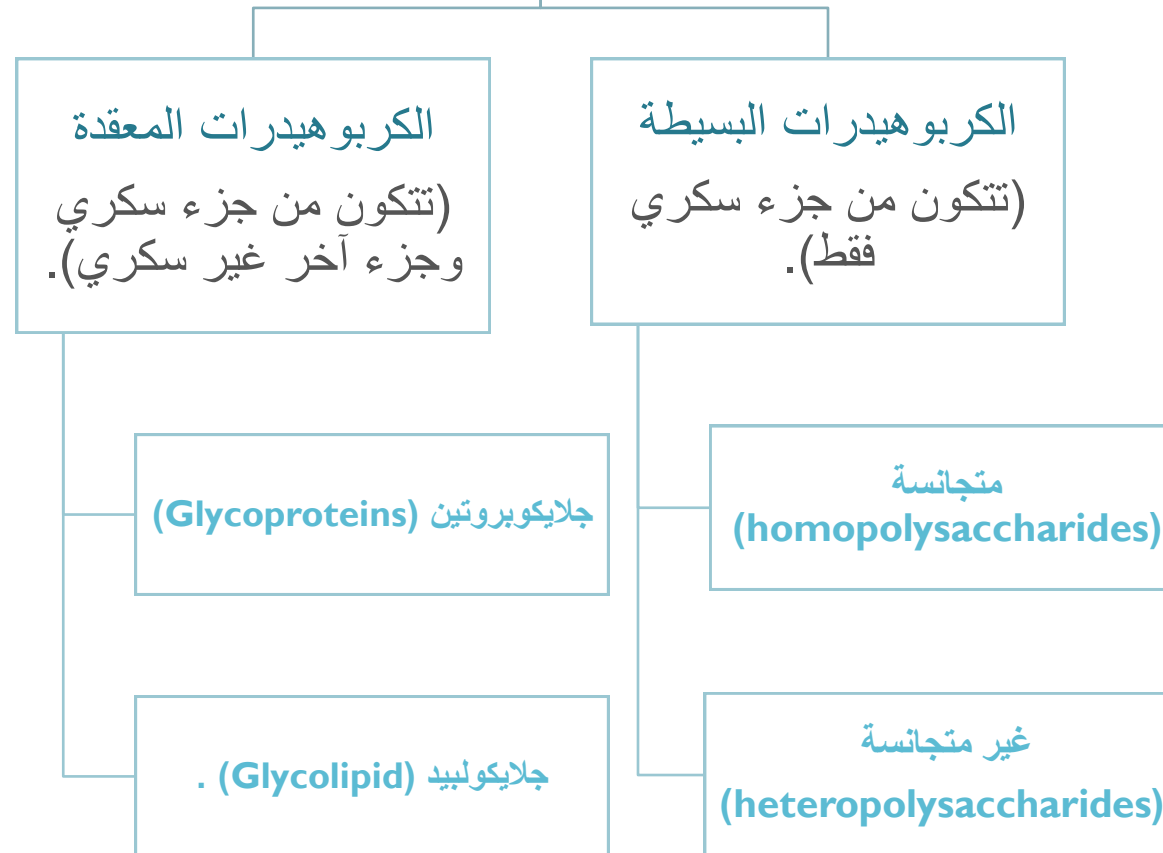 الكربوهيدرات البسيطة
(تتكون من جزء سكري
فقط).
الكربوهيدرات المعقدة
(تتكون من جزء سكري
وجزء آخر غير سكري).
متجانسة
(homopolysaccharides)
غير متجانسة
(heteropolysaccharides)
جلايكوبروتين (Glycoproteins)
جلايكولبيد (Glycolipid) .